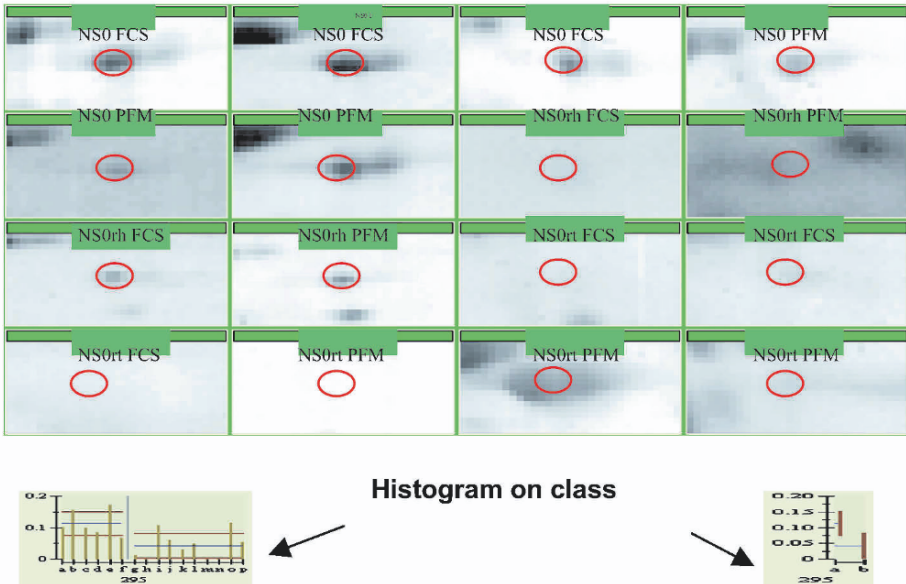 NS0 FCS NS0 FCS NS0 FCS NS0 PFM
NS0 PFM NS0 PFM NS0rh FCS NS0rh PFM
NS0rh FCS NS0rh PFM NS0rt FCS NS0rt FCS
NS0rt FCS NS0rt PFM NS0rt PFM NS0rt PFM
Histogram on class
0.2
0.1
0
a b c d e f g h i j k l m n o p
295
0.20
0.15
0.10
0.05
0.00
a b
295